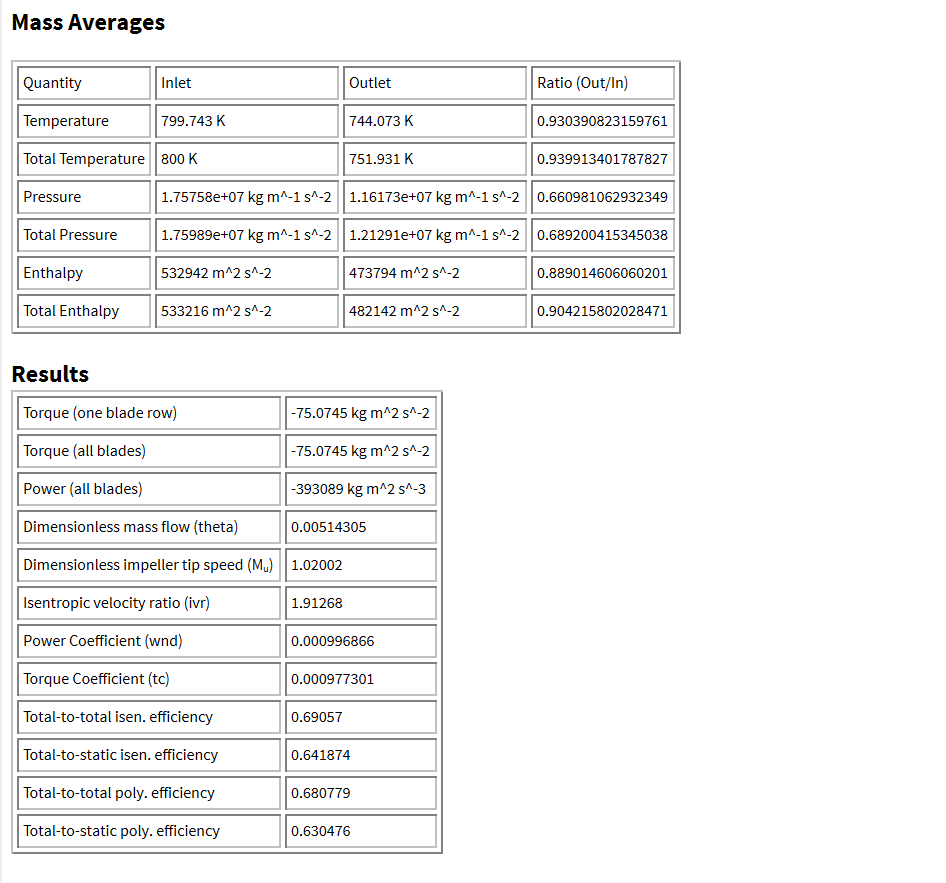 Mass Averages
Quantity Inlet Outlet Ratio (Out/In)
Temperature 799.743 K 744.073 K 0.930390823159761
Total Temperature 800 K 751.931 K 0.939913401787827
Pressure 1.75758e+07 kg m^-1 s^-2 1.16173e+07 kg m^-1 s^-2 0.660981062932349
Total Pressure 1.75989e+07 kg m^-1 s^-2 1.21291e+07 kg m^-1 s^-2 0.689200415345038
Enthalpy 532942 m^2 s^-2 473794 m^2 s^-2 0.889014606060201
Total Enthalpy 533216 m^2 s^-2 482142 m^2 s^-2 0.904215802028471
Results
Torque (one blade row) -75.0745 kg m^2 s^-2
Torque (all blades) -75.0745 kg m^2 s^-2
Power (all blades) -393089 kg m^2 s^-3
Dimensionless mass flow (theta) 0.00514305
Dimensionless impeller tip speed (Mᵤ) 1.02002
Isentropic velocity ratio (ivr) 1.91268
Power Coefficient (wnd) 0.000996866
Torque Coefficient (tc) 0.000977301
Total-to-total isen. efficiency 0.69057
Total-to-static isen. efficiency 0.641874
Total-to-total poly. efficiency 0.680779
Total-to-static poly. efficiency 0.630476